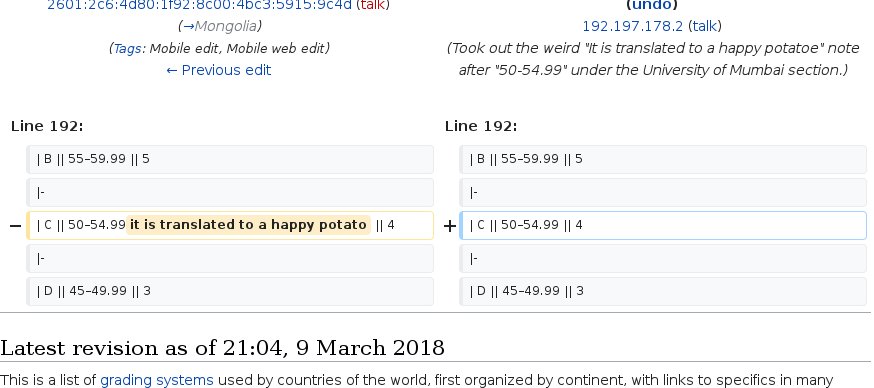 2601:2c6:4d80:1f92:8c00:4bc3:5915:9c4d (talk)
(→Mongolia)
(Tags: Mobile edit, Mobile web edit)
← Previous edit
(undo)
192.197.178.2 (talk)
(Took out the weird "It is translated to a happy potatoe" note
after "50-54.99" under the University of Mumbai section.)
Line 192:
Line 192:
| B || 55–59.99 || 5
| B || 55–59.99 || 5
|-
|-
− | C || 50–54.99 it is translated to a happy potato || 4
+ | C || 50–54.99 || 4
|-
|-
| D || 45–49.99 || 3
| D || 45–49.99 || 3
Latest revision as of 21:04, 9 March 2018
This is a list of grading systems used by countries of the world, first organized by continent, with links to specifics in many